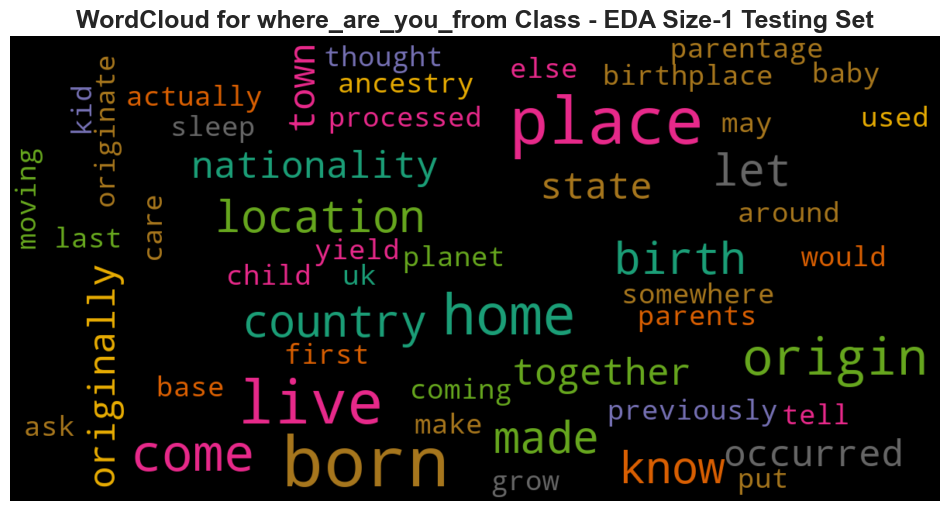 WordCloud for where_are_you_from Class - EDA Size-1 Testing Set
thought
parentage
else
birthplace
baby
ancestry
actually
town
kid
originate
processed
place
used
sleep
may
nationality
let
state
moving
location
around
care
last
yield
planet
birth
would
child
uk
somewhere
country
home
parents
originally
first
origin
together
base
live
coming
previously
tell
ask
make
made
come
born
know
occurred
grow
put